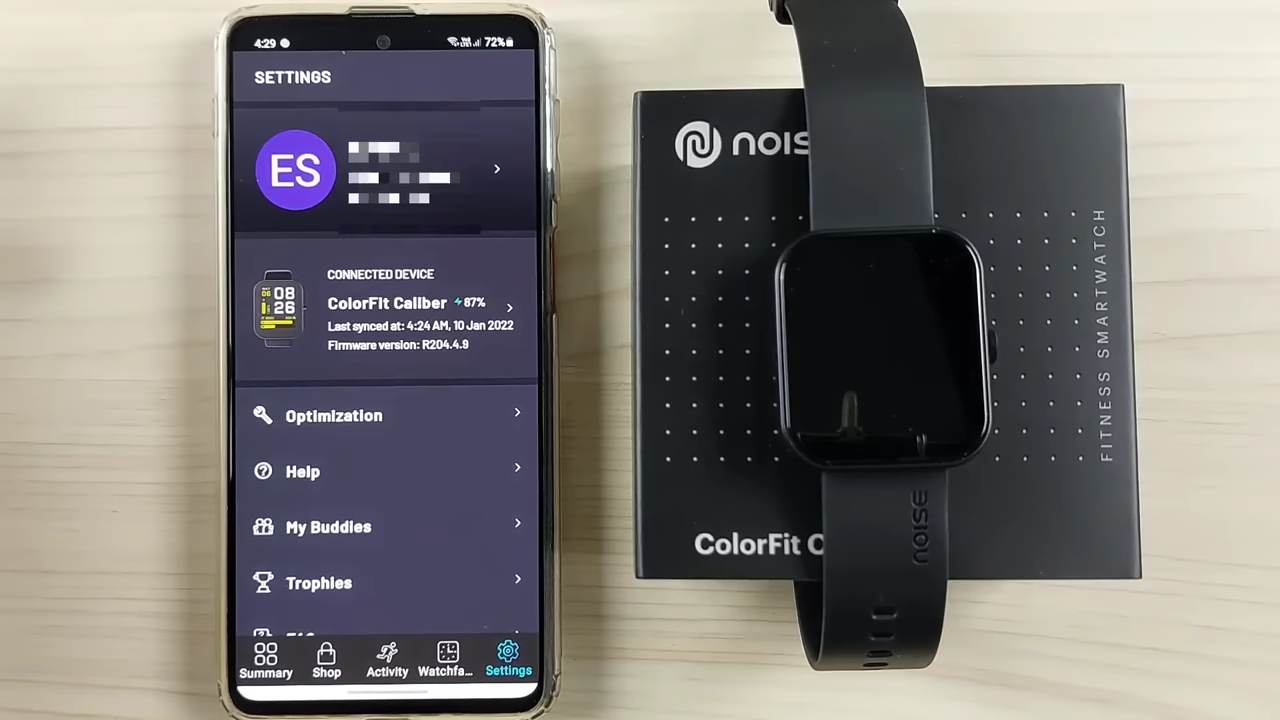 4:29
72%
SETTINGS
ES
CONNECTED DEVICE
ColorFit Caliber 87%
Last synced at: 4:24 AM, 10 Jan 2022
Firmware version: R204.4.9
08
26
Optimization
Help
My Buddies
Trophies
Summary
Shop
Activity
Watchfa...
Settings
NOIS
FITNESS SMARTWATCH
ColorFit C
NOISE